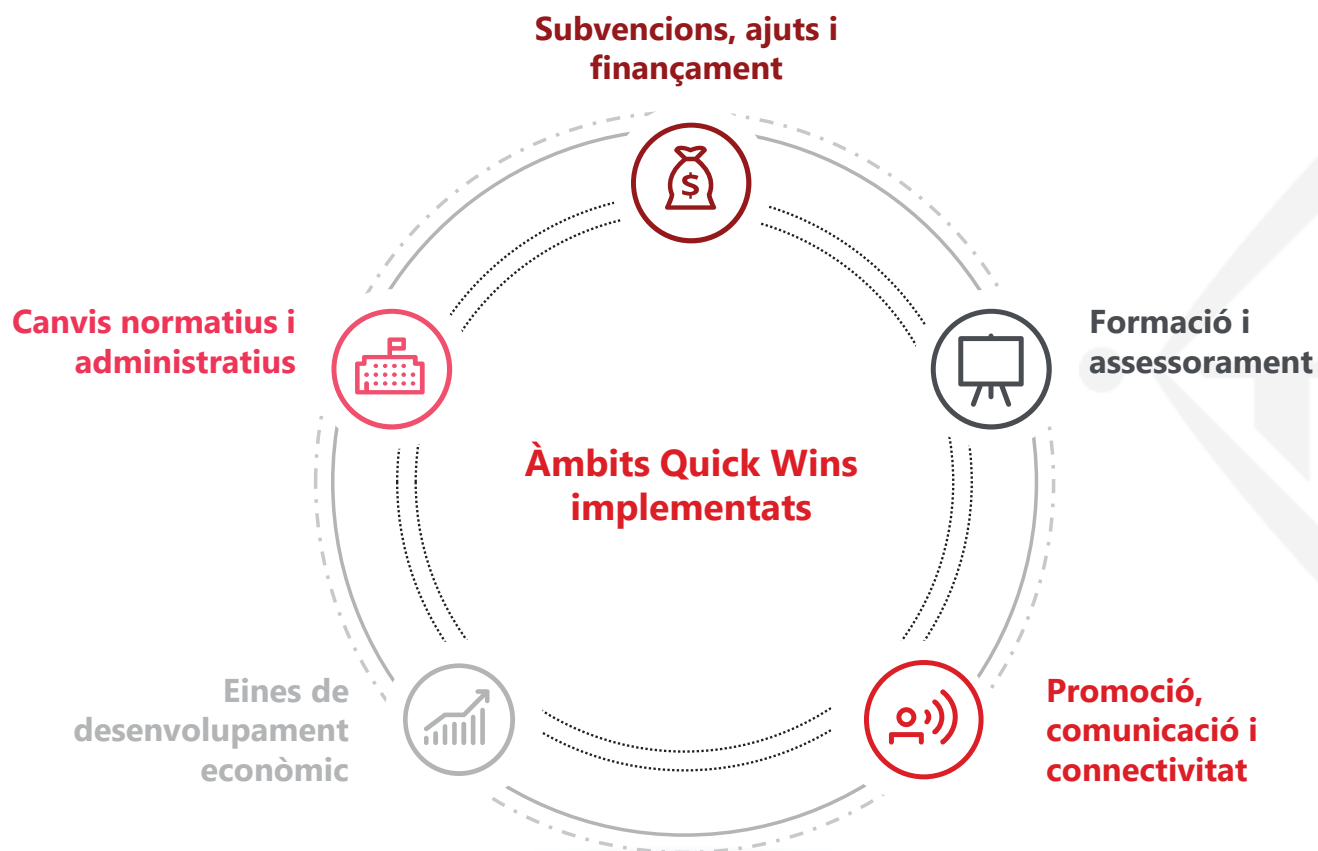 Subvencions, ajuts i
finançament
$
Canvis normatius i
administratius
Formació i
assessorament
Àmbits Quick Wins
implementats
Eines de
desenvolupament
econòmic
Promoció,
comunicació i
connectivitat